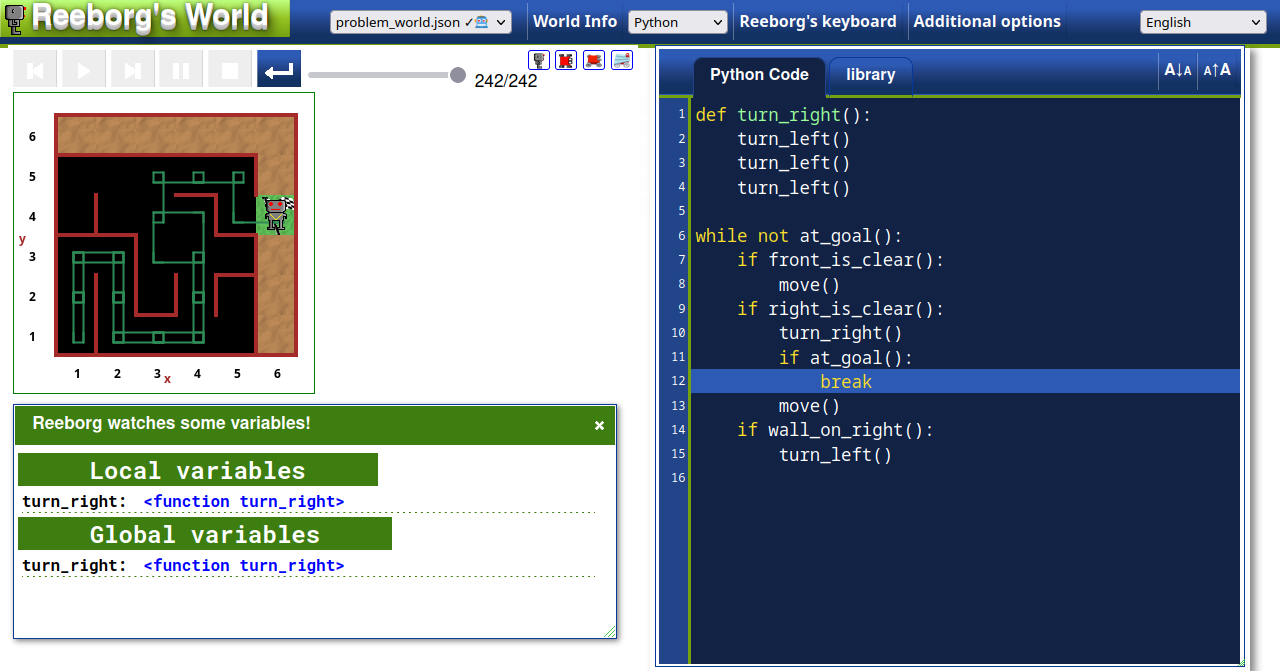 Reeborg's World
problem_world.json ✓🤖
World Info
Python
Reeborg's keyboard
Additional options
English
242/242
6
5
4
y
3
2
1
1 2 3 x 4 5 6
Reeborg watches some variables!
×
Local variables
turn_right: <function turn_right>
Global variables
turn_right: <function turn_right>
Python Code
library
A↓A A↑A
1 def turn_right():
2     turn_left()
3     turn_left()
4     turn_left()
5
6 while not at_goal():
7     if front_is_clear():
8         move()
9     if right_is_clear():
10         turn_right()
11         if at_goal():
12             break
13         move()
14     if wall_on_right():
15         turn_left()
16